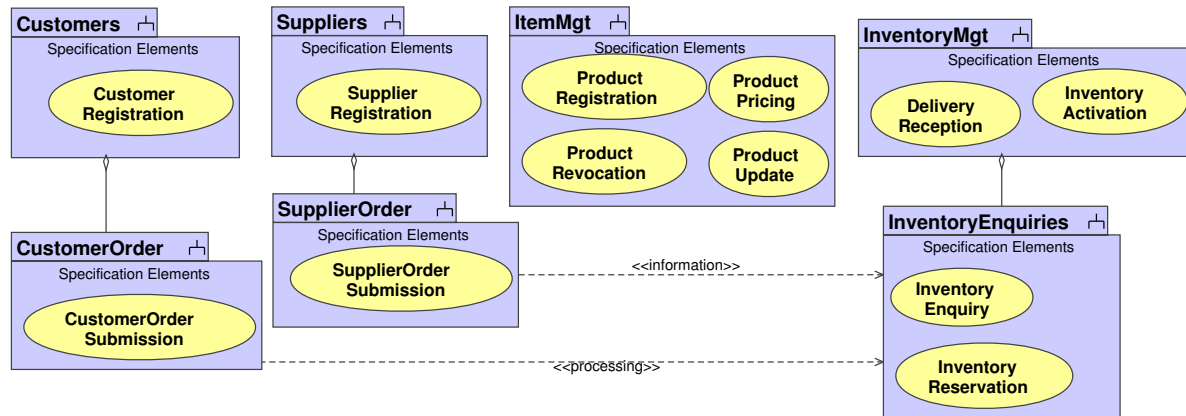 Customers
Specification Elements
Customer
Registration
Suppliers
Specification Elements
Supplier
Registration
ItemMgt
Specification Elements
Product
Registration
Product
Pricing
Product
Revocation
Product
Update
InventoryMgt
Specification Elements
Delivery
Reception
Inventory
Activation
CustomerOrder
Specification Elements
CustomerOrder
Submission
SupplierOrder
Specification Elements
SupplierOrder
Submission
<<information>>
<<processing>>
InventoryEnquiries
Specification Elements
Inventory
Enquiry
Inventory
Reservation